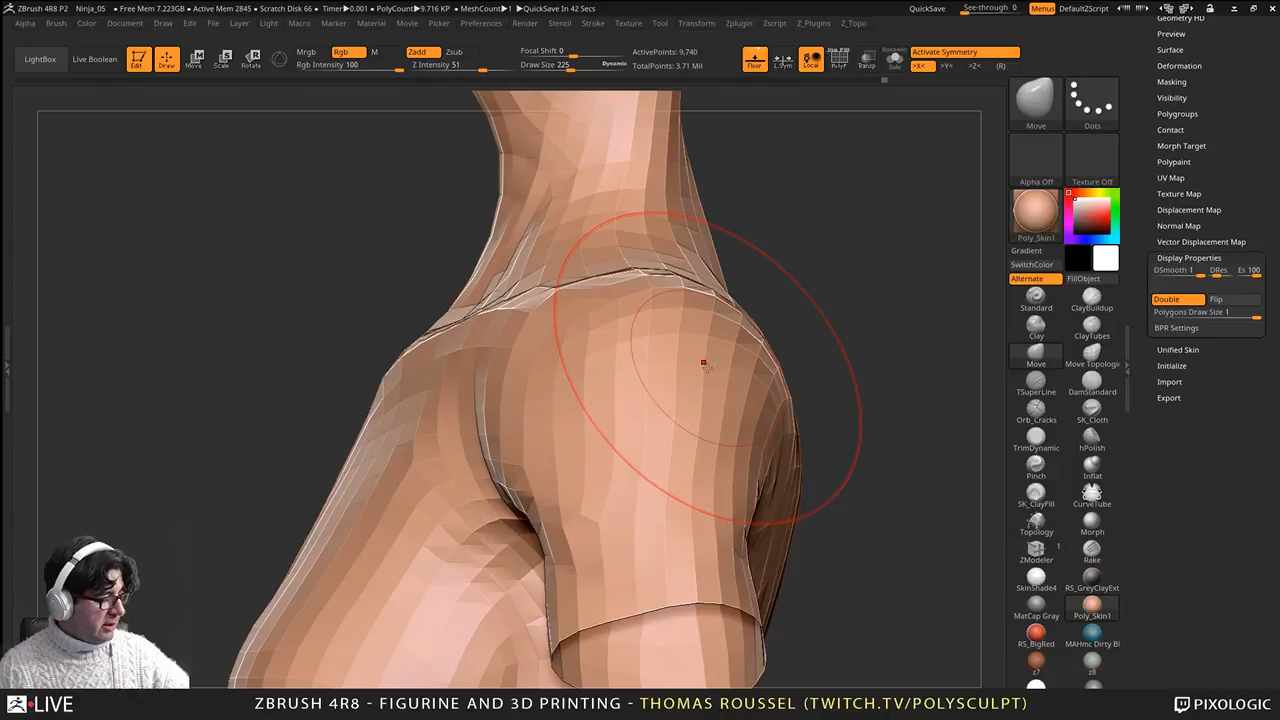 ZBrush 4R8 P2 Ninja_05 • Free Mem 7.223GB • Active Mem 2845 • Scratch Disk 66 • Timer▶0.001 • PolyCount▶9.716 KP • MeshCount▶1 ▶QuickSave In 42 Secs QuickSave See-through 0 Menus DefaultZScript
Alpha Brush Color Document Draw Edit File Layer Light Macro Marker Material Movie Picker Preferences Render Stencil Stroke Texture Tool Transform Zplugin Zscript Z_Plugins Z_Topo
LightBox Live Boolean Edit Draw Move Scale Rotate
Mrgb Rgb M Zadd Zsub Focal Shift 0 ActivePoints: 9,740
Rgb Intensity 100 Z Intensity 51 Draw Size 225 Dynamic TotalPoints: 3.71 Mil
Floor L.Sym Local PolyF Transp Dynamic Solo
Activate Symmetry
>X< >Y< >Z< (R)
Move Dots
Alpha Off Texture Off
Poly_Skin1
Gradient
SwitchColor
Alternate FillObject
Standard ClayBuildup
Clay ClayTubes
Move Move Topologic
TSuperLine DamStandard
Orb_Cracks SK_Cloth
TrimDynamic hPolish
Pinch Inflat
SK_ClayFill CurveTube
Topology Morph
ZModeler 1 Rake
SkinShade4 RS_GreyClayExt
MatCap Gray Poly_Skin1
RS_BigRed MAHmc Dirty Bl
z7 z8
Geometry HD
Preview
Surface
Deformation
Masking
Visibility
Polygroups
Contact
Morph Target
Polypaint
UV Map
Texture Map
Displacement Map
Normal Map
Vector Displacement Map
Display Properties
DSmooth 1 DRes Es 100
Double Flip
Polygons Draw Size 1
BPR Settings
Unified Skin
Initialize
Import
Export
LIVE ZBRUSH 4R8 - FIGURINE AND 3D PRINTING - THOMAS ROUSSEL (TWITCH.TV/POLYSCULPT) PIXOLOGIC